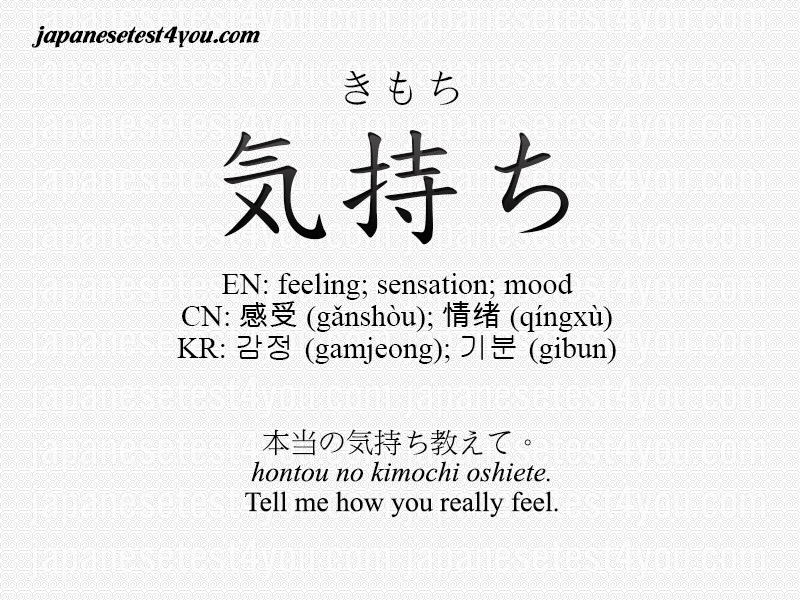 japanesetest4you.com
きもち
気持ち
EN: feeling; sensation; mood
CN: 感受 (gǎnshòu); 情绪 (qíngxù)
KR: 감정 (gamjeong); 기분 (gibun)
本当の気持ち教えて。
hontou no kimochi oshiete.
Tell me how you really feel.